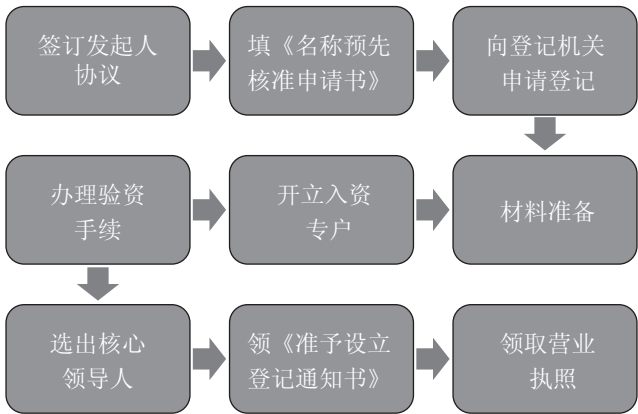 签订发起人
协议
填《名称预先
核准申请书》
向登记机关
申请登记
办理验资
手续
开立入资
专户
材料准备
选出核心
领导人
领《准予设立
登记通知书》
领取营业
执照